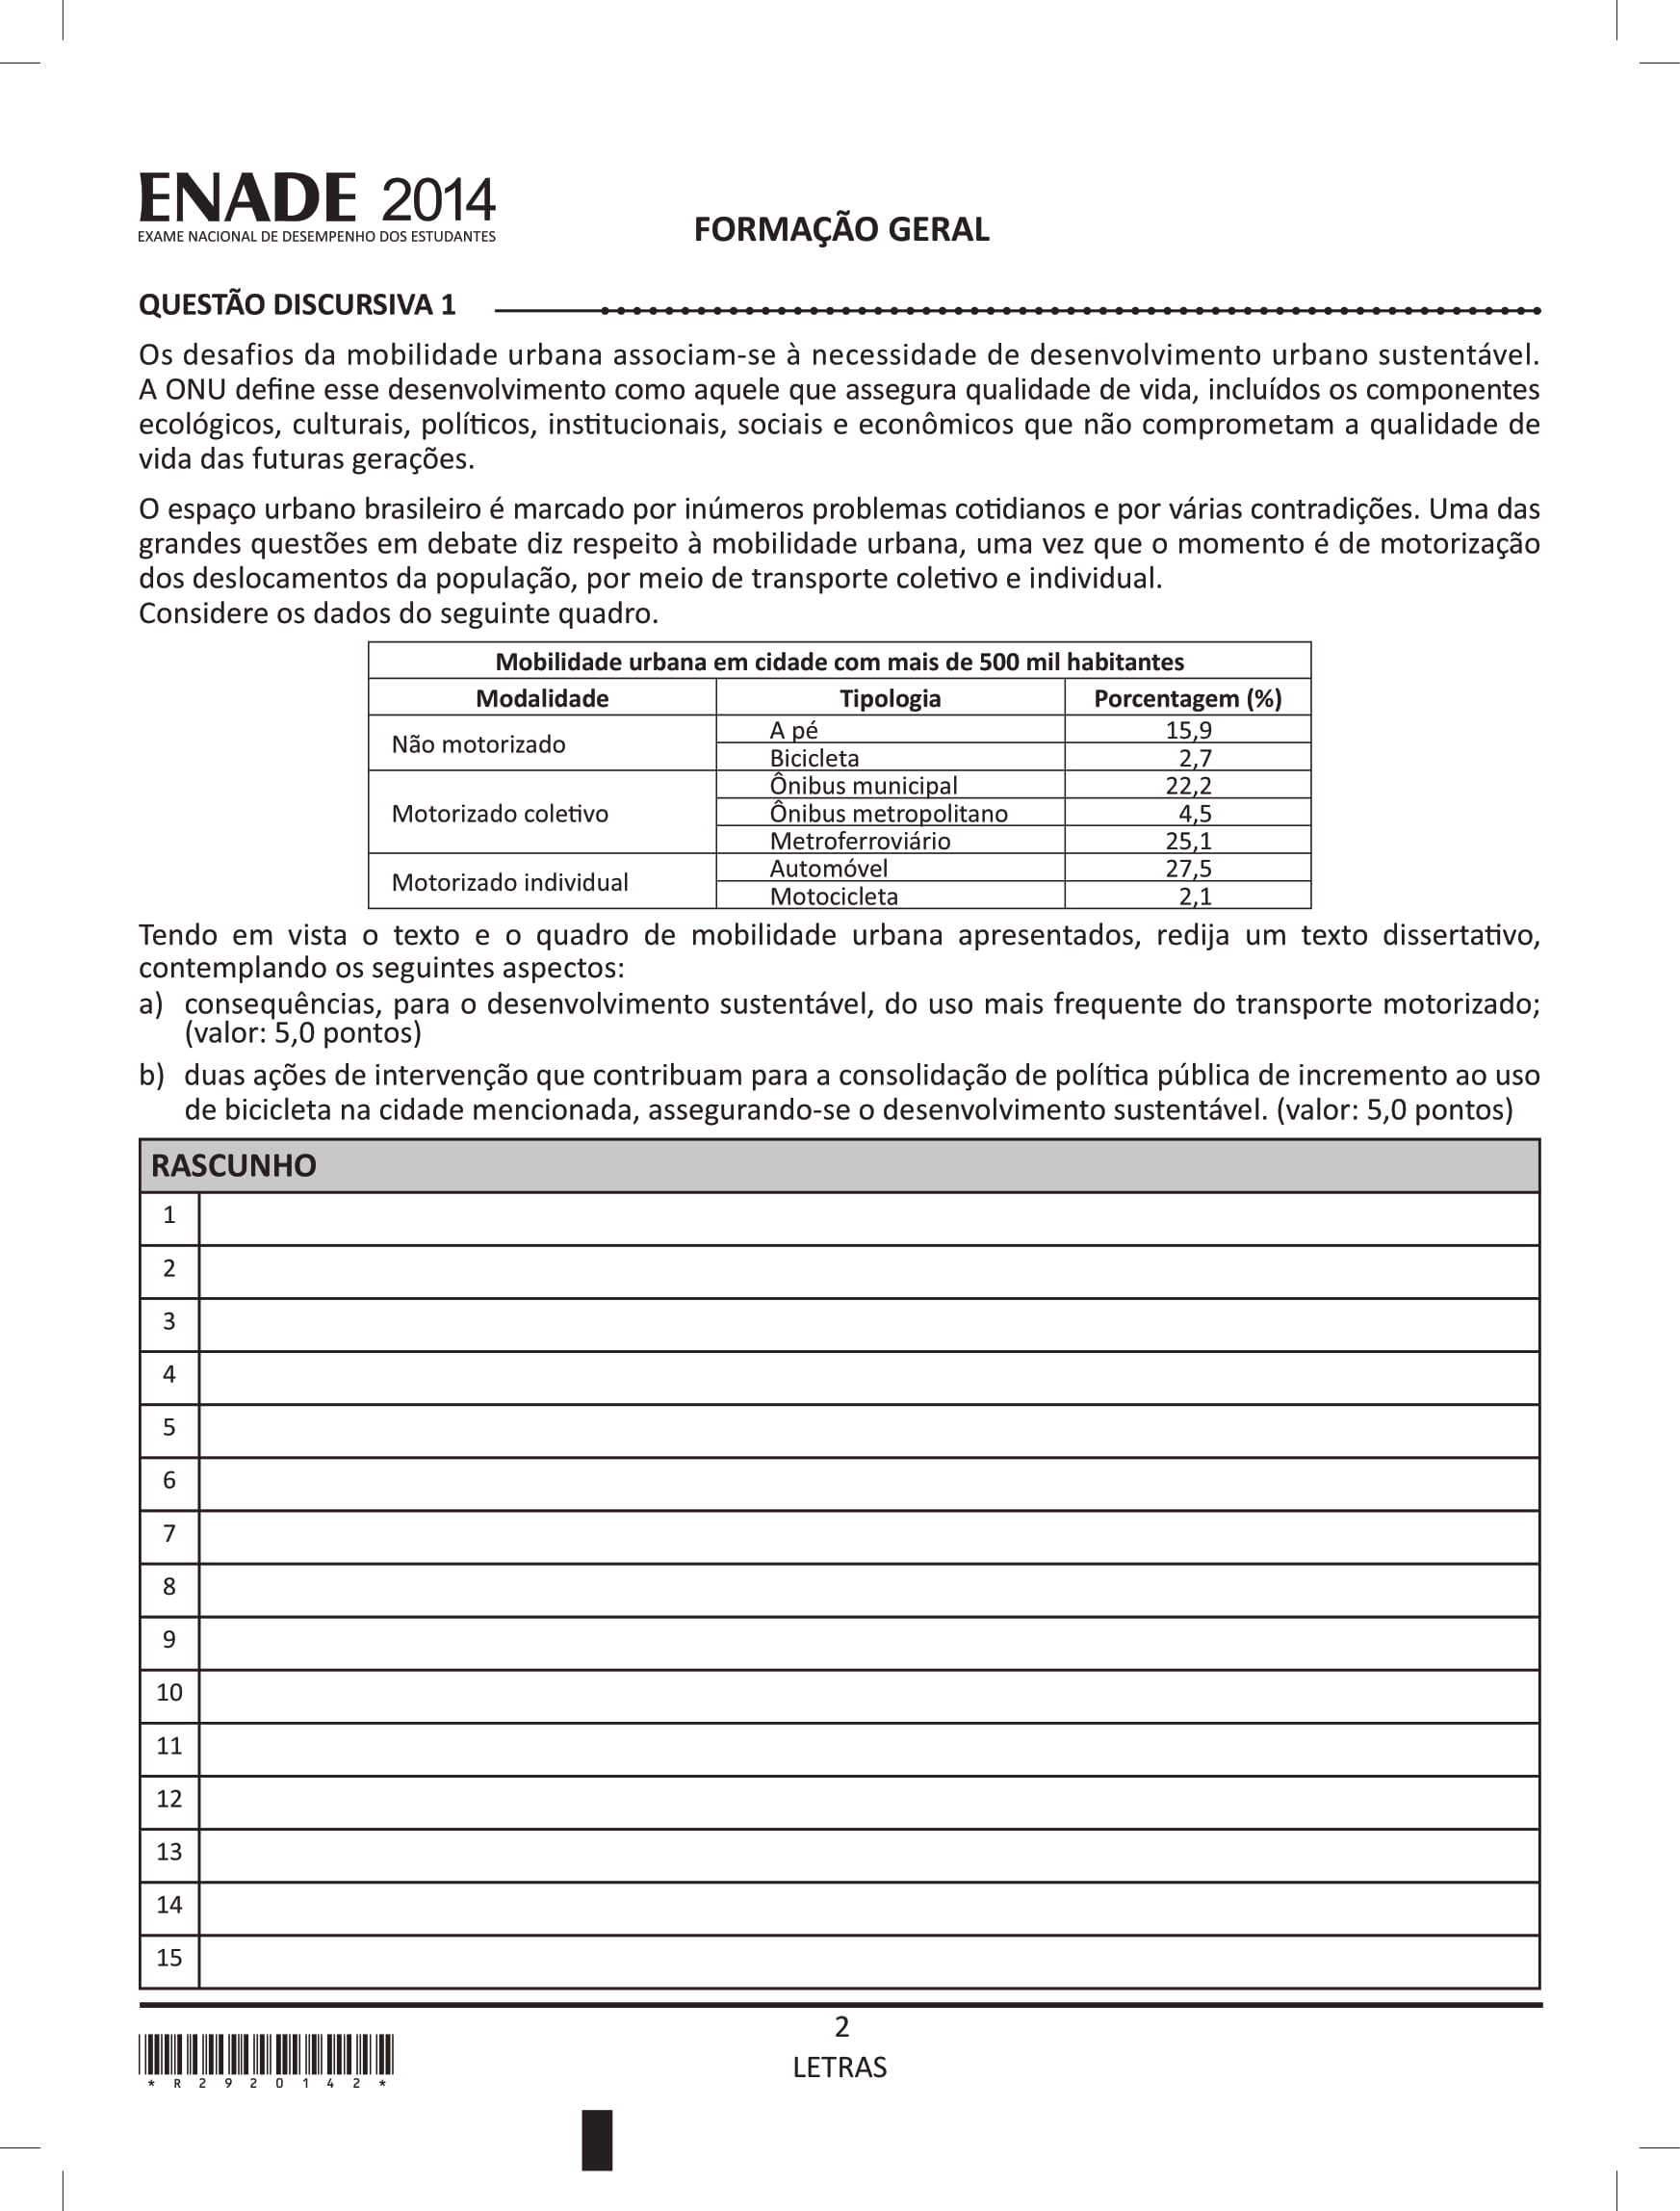 ENADE 2014
EXAME NACIONAL DE DESEMPENHO DOS ESTUDANTES
FORMAÇÃO GERAL
QUESTÃO DISCURSIVA 1
Os desafios da mobilidade urbana associam-se à necessidade de desenvolvimento urbano sustentável.
A ONU define esse desenvolvimento como aquele que assegura qualidade de vida, incluídos os componentes
ecológicos, culturais, políticos, institucionais, sociais e econômicos que não comprometam a qualidade de
vida das futuras gerações.
O espaço urbano brasileiro é marcado por inúmeros problemas cotidianos e por várias contradições. Uma das
grandes questões em debate diz respeito à mobilidade urbana, uma vez que o momento é de motorização
dos deslocamentos da população, por meio de transporte coletivo e individual.
Considere os dados do seguinte quadro.
Mobilidade urbana em cidade com mais de 500 mil habitantes
Modalidade Tipologia Porcentagem (%)
Não motorizado
A pé 15,9
Bicicleta 2,7
Motorizado coletivo
Ônibus municipal 22,2
Ônibus metropolitano 4,5
Metroferroviário 25,1
Motorizado individual
Automóvel 27,5
Motocicleta 2,1
Tendo em vista o texto e o quadro de mobilidade urbana apresentados, redija um texto dissertativo,
contemplando os seguintes aspectos:
a) consequências, para o desenvolvimento sustentável, do uso mais frequente do transporte motorizado;
(valor: 5,0 pontos)
b) duas ações de intervenção que contribuam para a consolidação de política pública de incremento ao uso
de bicicleta na cidade mencionada, assegurando-se o desenvolvimento sustentável. (valor: 5,0 pontos)
RASCUNHO
1
2
3
4
5
6
7
8
9
10
11
12
13
14
15
2
LETRAS
* R 2 9 2 0 1 4 2 *